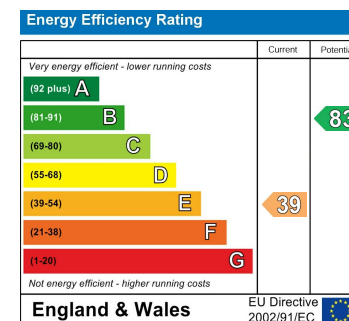 Energy Efficiency Rating
Current Potenti
Very energy efficient - lower running costs
(92 plus) A
(81-91) B 83
(69-80) C
(55-68) D
(39-54) E 39
(21-38) F
(1-20) G
Not energy efficient - higher running costs
England & Wales
EU Directive
2002/91/EC